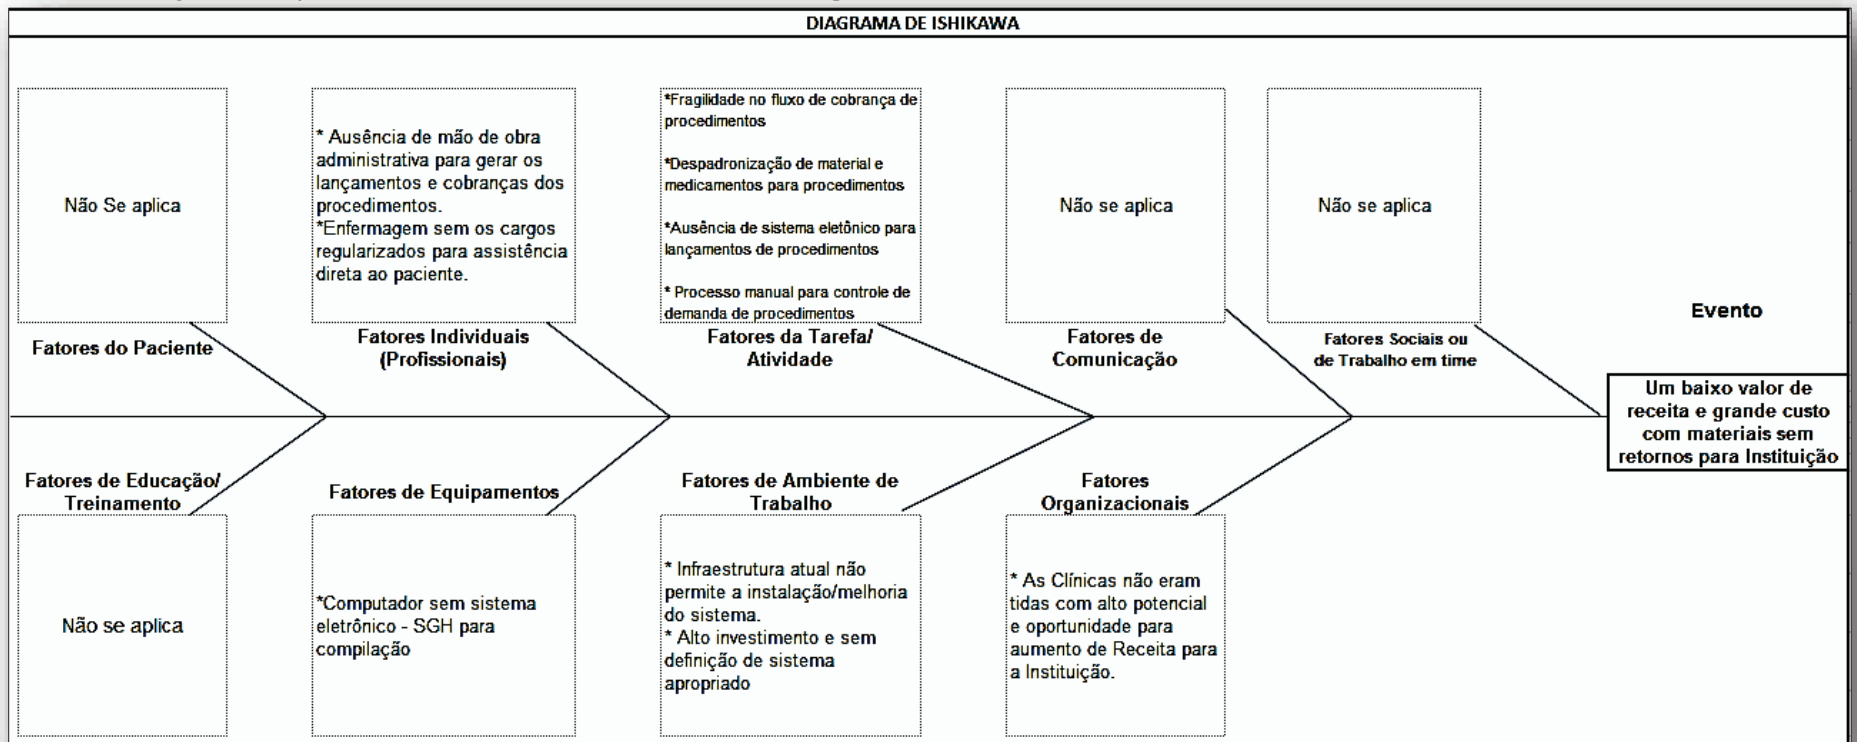 DIAGRAMA DE ISHIKAWA
Não Se aplica
* Ausência de mão de obra
administrativa para gerar os
lançamentos e cobranças dos
procedimentos.
*Enfermagem sem os cargos
regularizados para assistência
direta ao paciente.
*Fragilidade no fluxo de cobrança de
procedimentos
*Despadronização de material e
medicamentos para procedimentos
*Ausência de sistema eletônico para
lançamentos de procedimentos
* Processo manual para controle de
demanda de procedimentos
Não se aplica
Não se aplica
Fatores do Paciente
Fatores Individuais
(Profissionais)
Fatores da Tarefa/
Atividade
Fatores de
Comunicação
Fatores Sociais ou
de Trabalho em time
Evento
Um baixo valor de
receita e grande custo
com materiais sem
retornos para Instituição
Fatores de Educação/
Treinamento
Fatores de Equipamentos
Fatores de Ambiente de
Trabalho
Fatores
Organizacionais
Não se aplica
*Computador sem sistema
eletrônico - SGH para
compilação
* Infraestrutura atual não
permite a instalação/melhoria
do sistema.
* Alto investimento e sem
definição de sistema
apropriado
* As Clínicas não eram
tidas com alto potencial
e oportunidade para
aumento de Receita para
a Instituição.